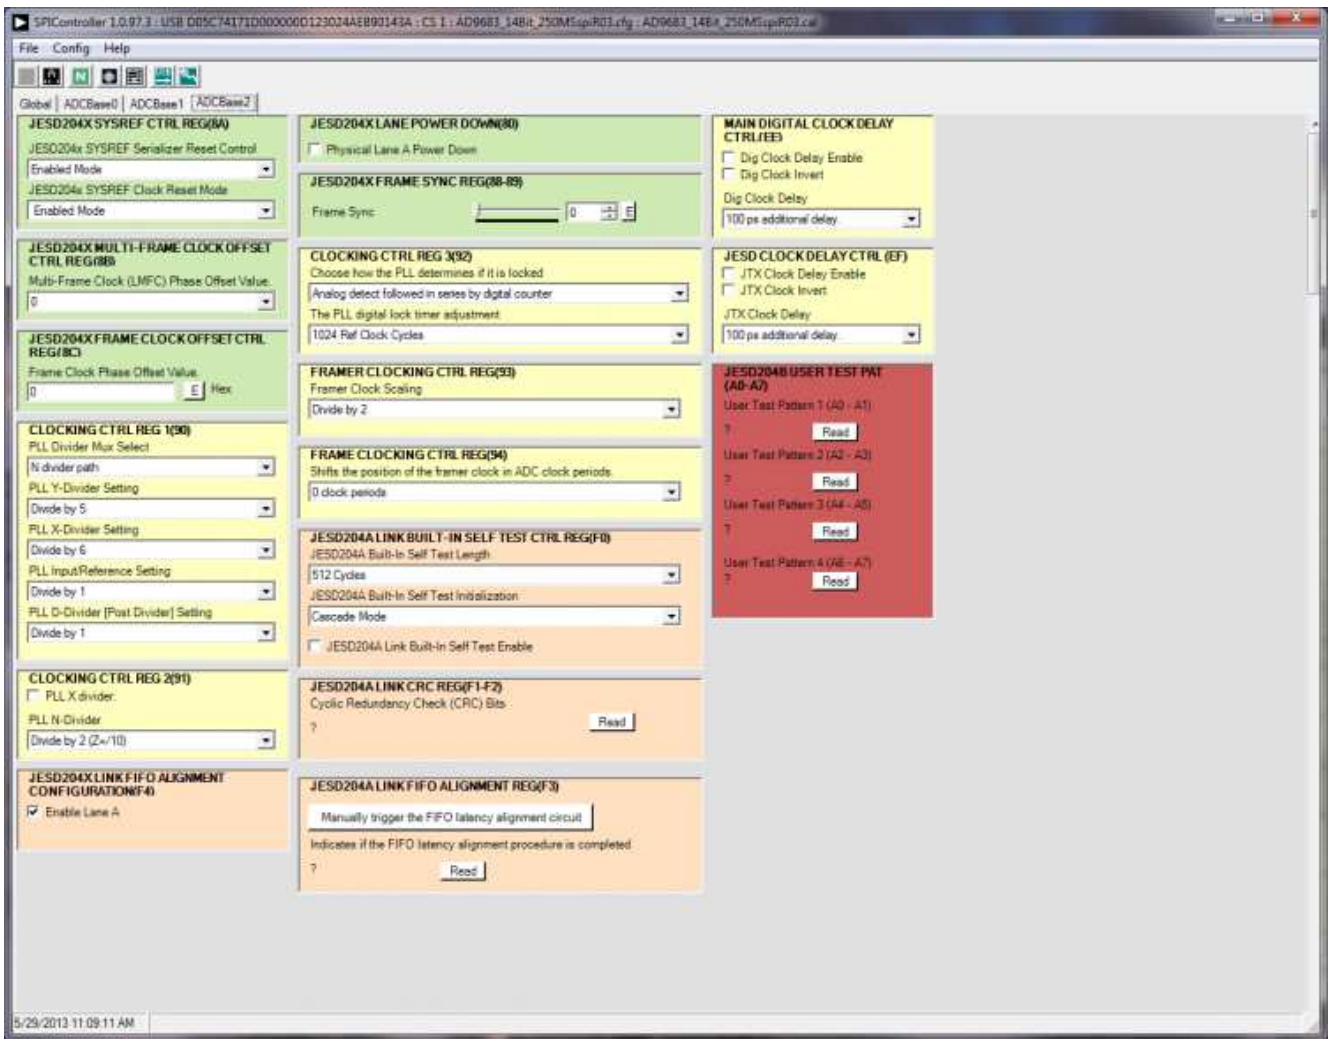 SPIController 1.0.97.3 : USB D05C74171D000000D123024AEB90143A : CS 1 : AD9683_14Bit_250MSspiR03.cfg : AD9683_14Bit_250MSspiR03.cal
File Config Help
Global ADCBase0 ADCBase1 ADCBase2
JESD204X SYSREF CTRL REG(8A)
JESD204x SYSREF Serializer Reset Control
Enabled Mode
JESD204x SYSREF Clock Reset Mode
Enabled Mode
JESD204X MULTI-FRAME CLOCK OFFSET
CTRL REG(8B)
Multi-Frame Clock (LMFC) Phase Offset Value.
0
JESD204X FRAME CLOCK OFFSET CTRL
REG(8C)
Frame Clock Phase Offset Value.
0 E Hex
CLOCKING CTRL REG 1(90)
PLL Divider Mux Select
N divider path
PLL Y-Divider Setting
Divide by 5
PLL X-Divider Setting
Divide by 6
PLL Input/Reference Setting
Divide by 1
PLL O-Divider [Post Divider] Setting
Divide by 1
CLOCKING CTRL REG 2(91)
PLL X divider.
PLL N-Divider
Divide by 2 (Z=/10)
JESD204X LINK FIFO ALIGNMENT
CONFIGURATION(F4)
Enable Lane A
JESD204X LANE POWER DOWN(80)
Physical Lane A Power Down
JESD204X FRAME SYNC REG(88-89)
Frame Sync 0 E
CLOCKING CTRL REG 3(92)
Choose how the PLL determines if it is locked
Analog detect followed in series by digital counter
The PLL digital lock timer adjustment
1024 Ref Clock Cycles
FRAMER CLOCKING CTRL REG(93)
Framer Clock Scaling
Divide by 2
FRAME CLOCKING CTRL REG(94)
Shifts the position of the framer clock in ADC clock periods.
0 clock periods
JESD204A LINK BUILT-IN SELF TEST CTRL REG(F0)
JESD204A Built-In Self Test Length
512 Cycles
JESD204A Built-In Self Test Initialization
Cascade Mode
JESD204A Link Built-In Self Test Enable
JESD204A LINK CRC REG(F1-F2)
Cyclic Redundancy Check (CRC) Bits
? Read
JESD204A LINK FIFO ALIGNMENT REG(F3)
Manually trigger the FIFO latency alignment circuit
Indicates if the FIFO latency alignment procedure is completed
? Read
MAIN DIGITAL CLOCK DELAY
CTRL(EE)
Dig Clock Delay Enable
Dig Clock Invert
Dig Clock Delay
100 ps additional delay.
JESD CLOCK DELAY CTRL (EF)
JTX Clock Delay Enable
JTX Clock Invert
JTX Clock Delay
100 ps additional delay.
JESD204B USER TEST PAT
(A0-A7)
User Test Pattern 1 (A0 - A1)
? Read
User Test Pattern 2 (A2 - A3)
? Read
User Test Pattern 3 (A4 - A5)
? Read
User Test Pattern 4 (A6 - A7)
? Read
5/29/2013 11:09:11 AM